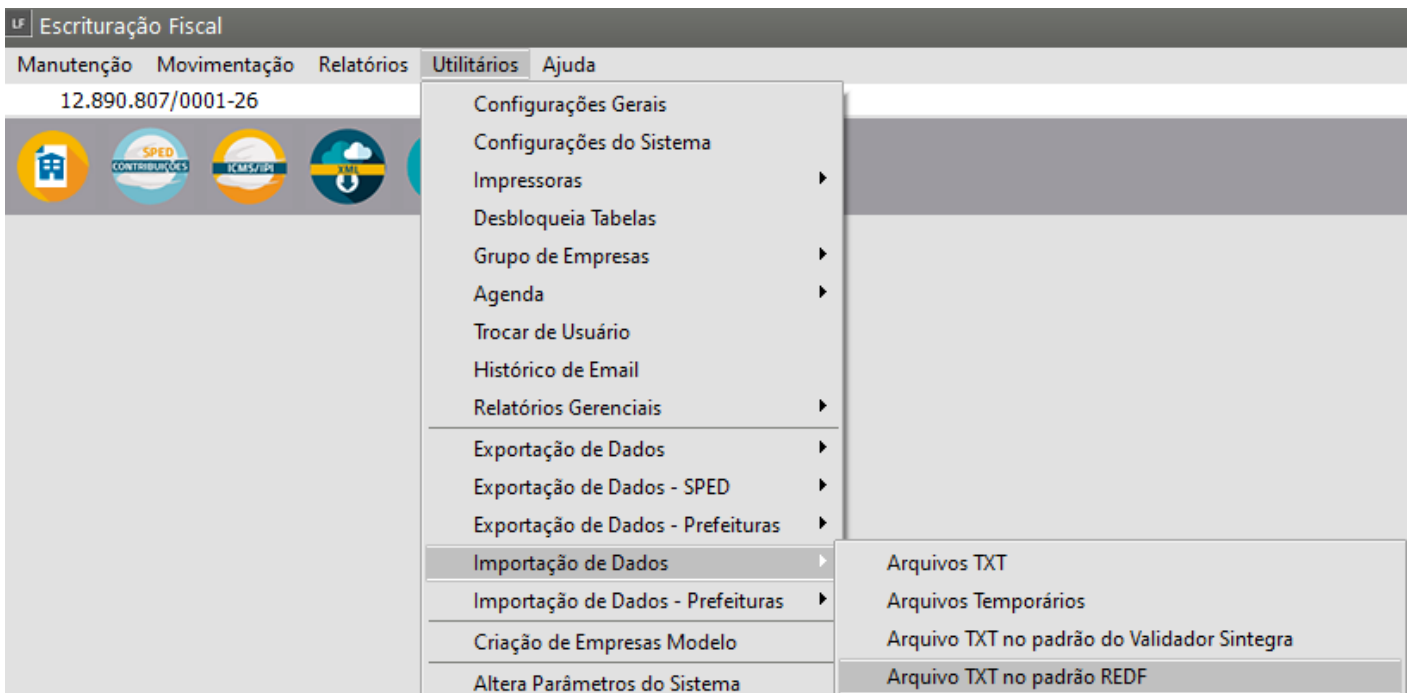 LF Escrituração Fiscal
Manutenção Movimentação Relatórios Utilitários Ajuda
12.890.807/0001-26
SPED
CONTRIBUIÇÕES
ICMS/IPI
XML
Configurações Gerais
Configurações do Sistema
Impressoras
Desbloqueia Tabelas
Grupo de Empresas
Agenda
Trocar de Usuário
Histórico de Email
Relatórios Gerenciais
Exportação de Dados
Exportação de Dados - SPED
Exportação de Dados - Prefeituras
Importação de Dados
Importação de Dados - Prefeituras
Criação de Empresas Modelo
Altera Parâmetros do Sistema
Arquivos TXT
Arquivos Temporários
Arquivo TXT no padrão do Validador Sintegra
Arquivo TXT no padrão REDF